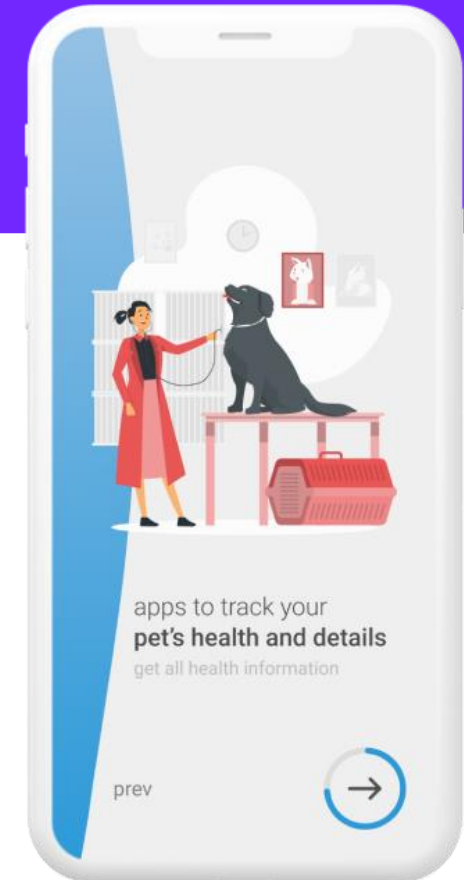 apps to track your
pet's health and details
get all health information
prev